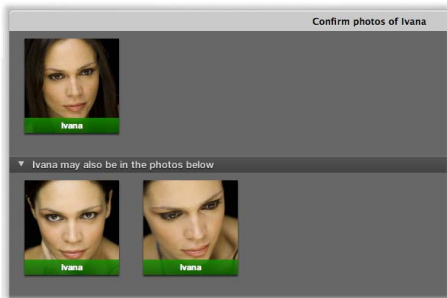 Confirm photos of Ivana
Ivana
Ivana may also be in the photos below
Ivana
Ivana